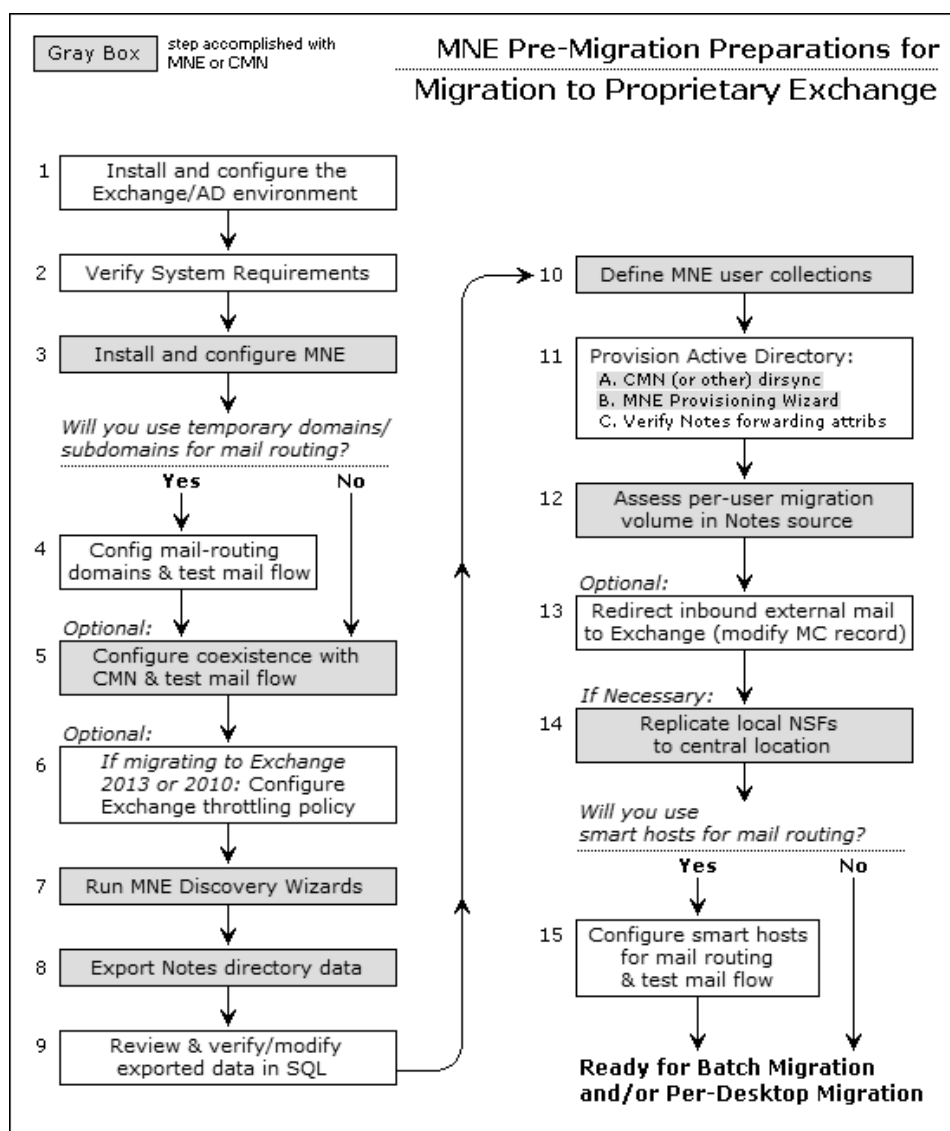 Gray Box
step accomplished with
MNE or CMN
MNE Pre-Migration Preparations for
Migration to Proprietary Exchange
1
Install and configure the
Exchange/AD environment
2
Verify System Requirements
3
Install and configure MNE
Will you use temporary domains/
subdomains for mail routing?
Yes
No
4
Config mail-routing
domains & test mail flow
Optional:
5
Configure coexistence with
CMN & test mail flow
Optional:
6
If migrating to Exchange
2013 or 2010: Configure
Exchange throttling policy
7
Run MNE Discovery Wizards
8
Export Notes directory data
9
Review & verify/modify
exported data in SQL
10
Define MNE user collections
11
Provision Active Directory:
A. CMN (or other) dirsync
B. MNE Provisioning Wizard
C. Verify Notes forwarding attribs
12
Assess per-user migration
volume in Notes source
Optional:
13
Redirect inbound external mail
to Exchange (modify MC record)
If Necessary:
14
Replicate local NSFs
to central location
Will you use
smart hosts for mail routing?
Yes
No
15
Configure smart hosts
for mail routing
& test mail flow
Ready for Batch Migration
and/or Per-Desktop Migration